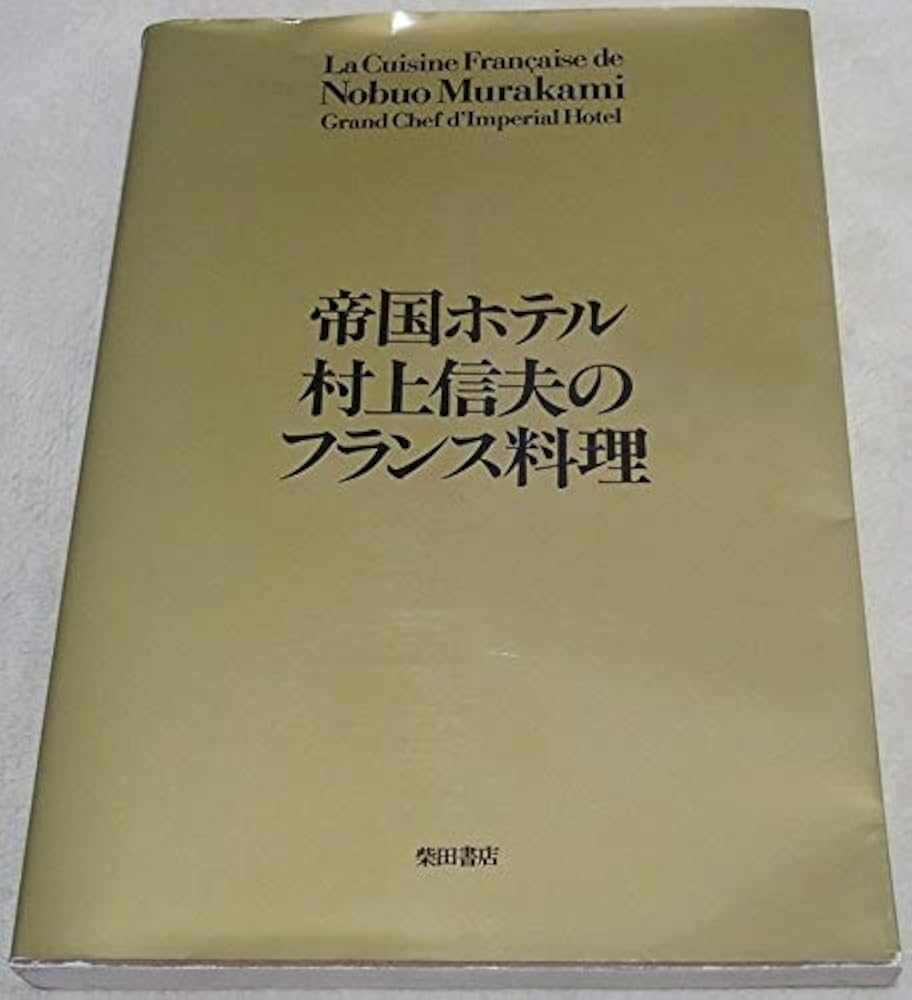 La Cuisine Française de
Nobuo Murakami
Grand Chef d'Imperial Hotel
帝国ホテル
村上信夫の
フランス料理
柴田書店